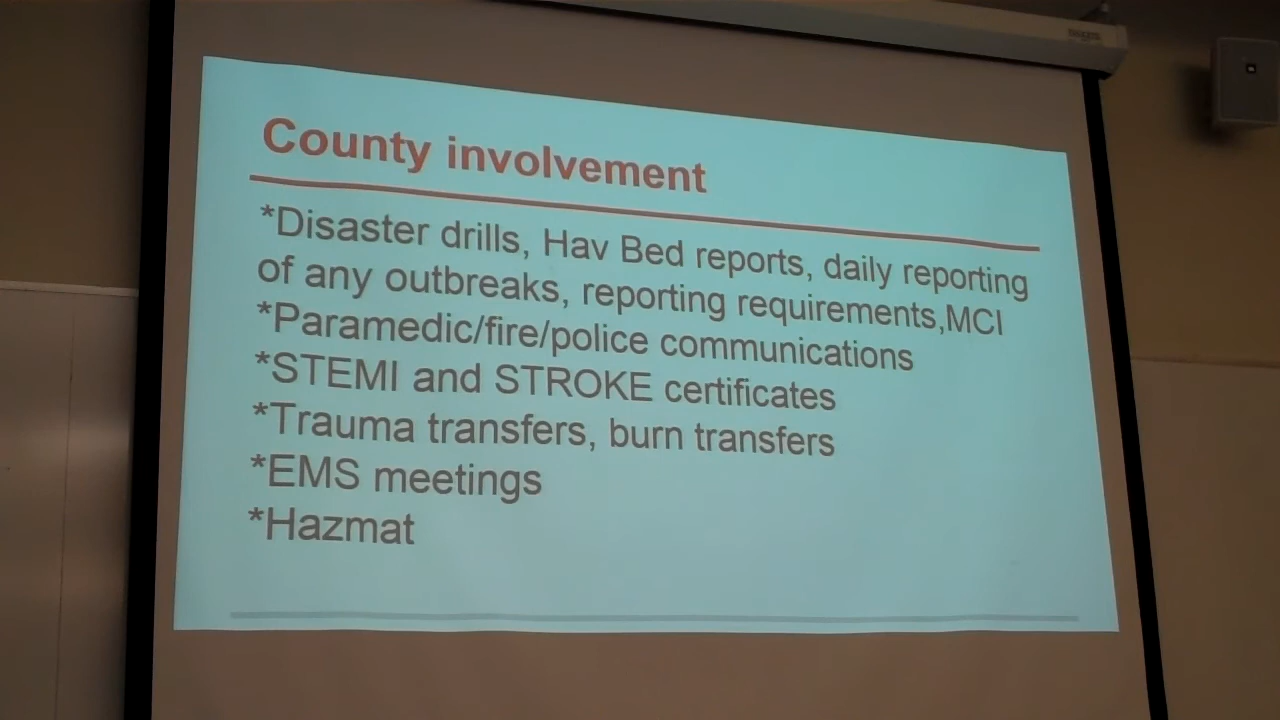 County involvement
*Disaster drills, Hav Bed reports, daily reporting
of any outbreaks, reporting requirements,MCI
*Paramedic/fire/police communications
*STEMI and STROKE certificates
*Trauma transfers, burn transfers
*EMS meetings
*Hazmat